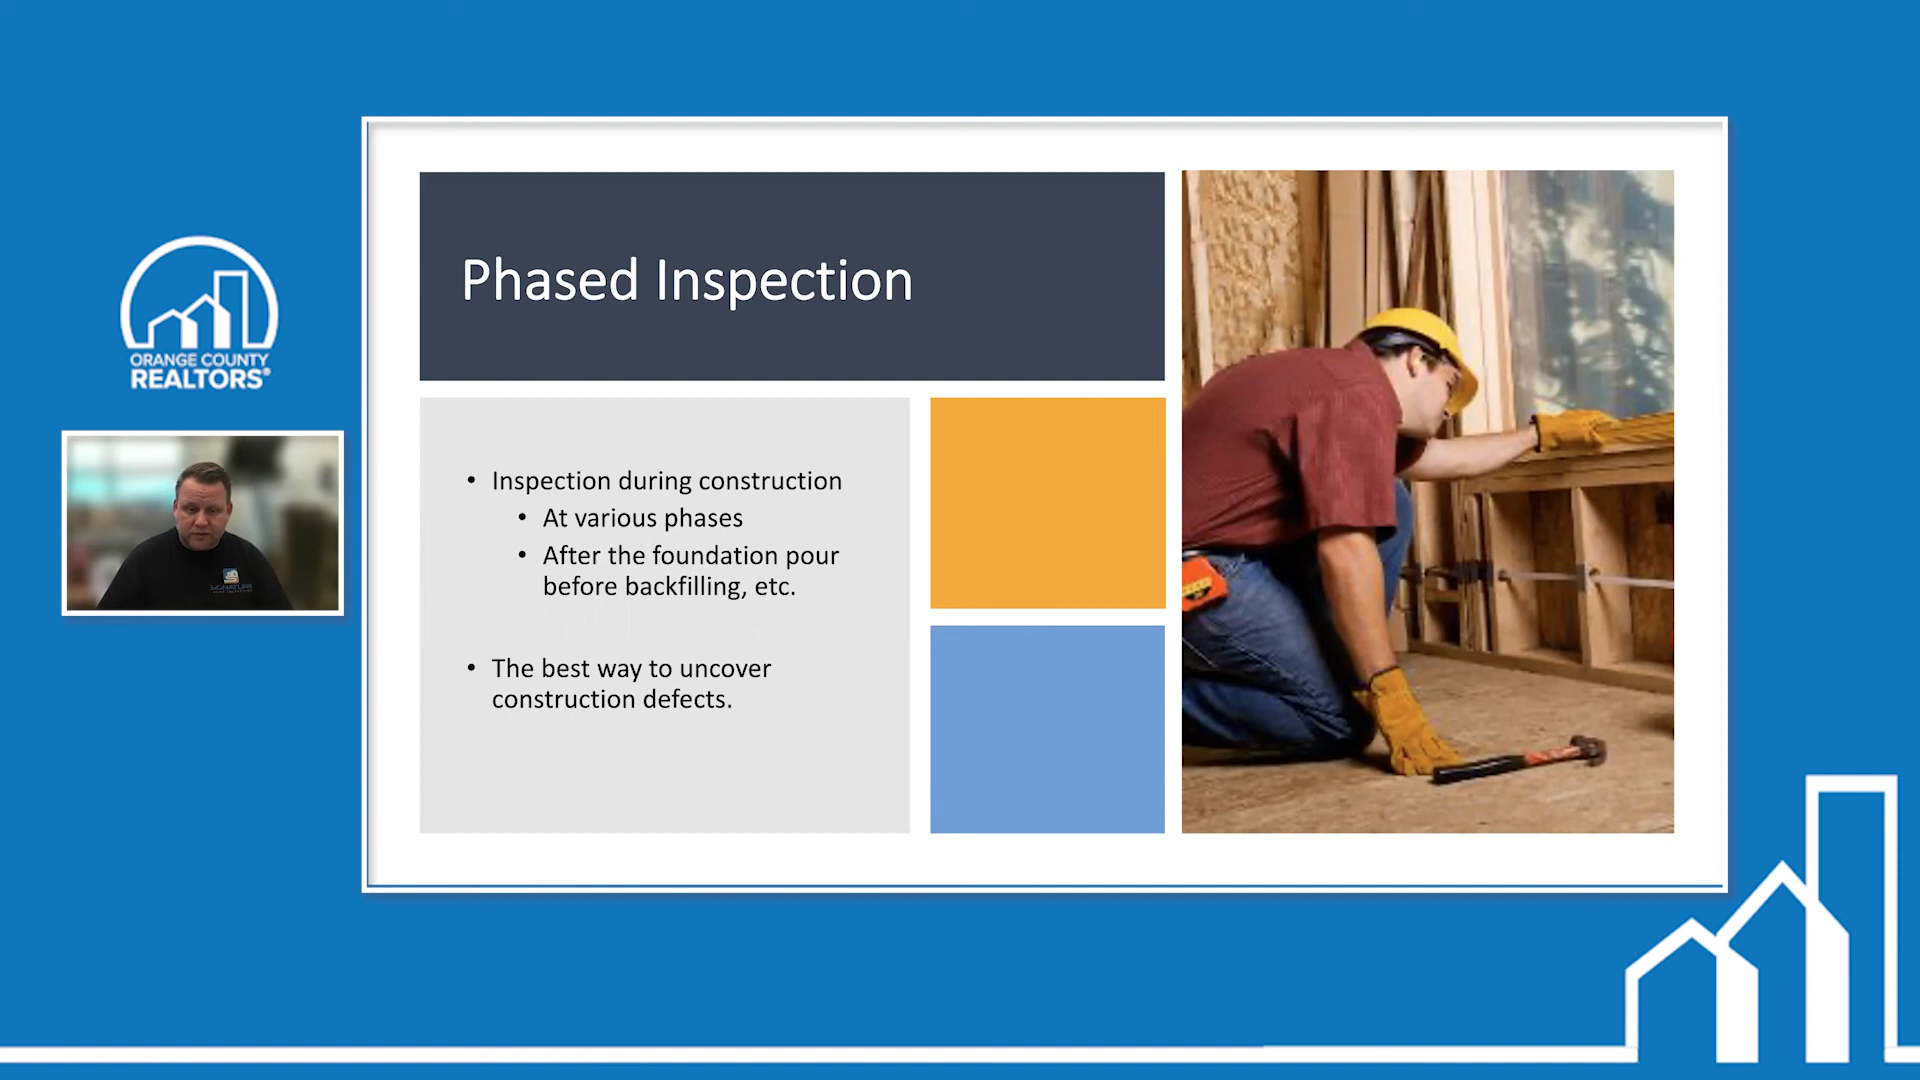 ORANGE COUNTY
REALTORS®
Phased Inspection
• Inspection during construction
• At various phases
• After the foundation pour
before backfilling, etc.
• The best way to uncover
construction defects.